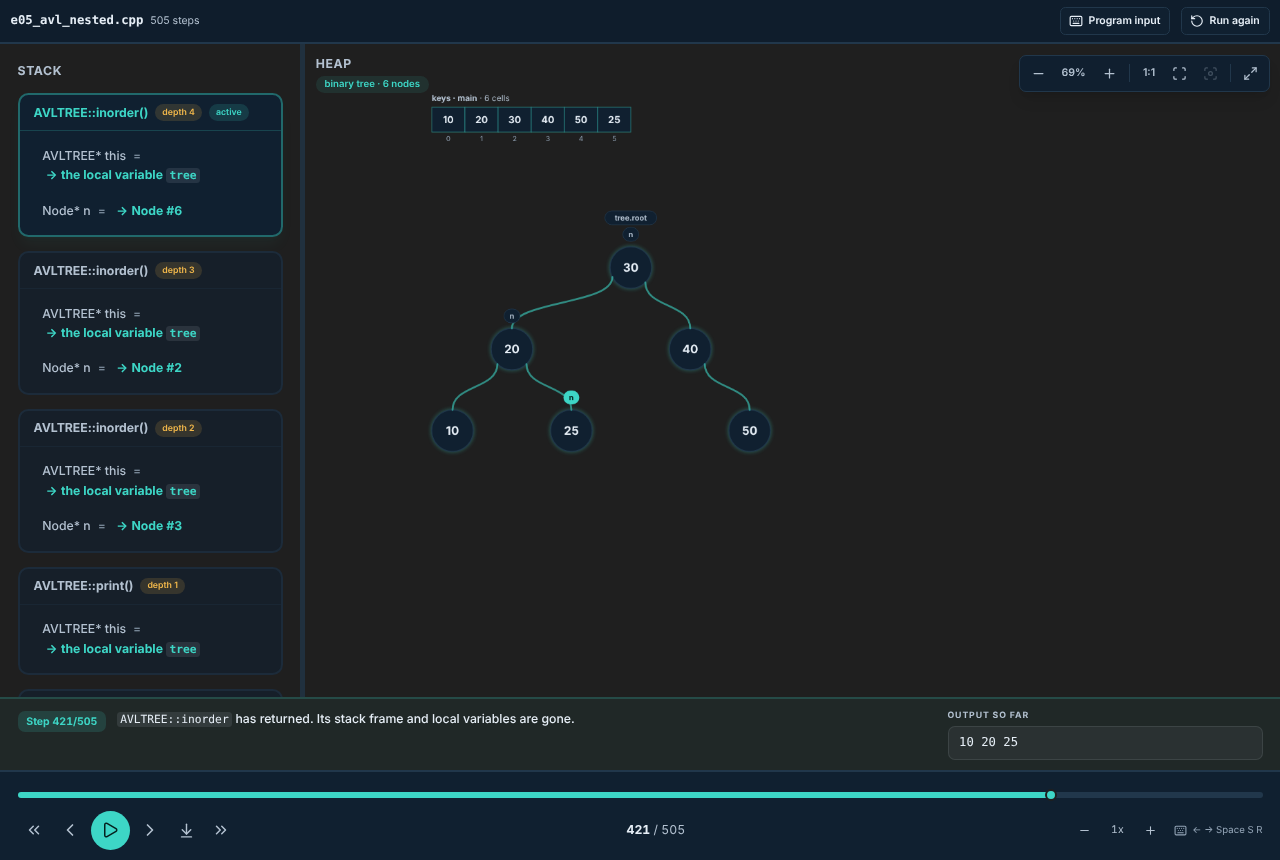 e05_avl_nested.cpp 505 steps
Program input
Run again
STACK
AVLTREE::inorder() depth 4 active
AVLTREE* this =
→ the local variable tree
Node* n = → Node #6
AVLTREE::inorder() depth 3
AVLTREE* this =
→ the local variable tree
Node* n = → Node #2
AVLTREE::inorder() depth 2
AVLTREE* this =
→ the local variable tree
Node* n = → Node #3
AVLTREE::print() depth 1
AVLTREE* this =
→ the local variable tree
HEAP
binary tree · 6 nodes
— 69% + 1:1
keys · main · 6 cells
10 20 30 40 50 25
0 1 2 3 4 5
tree.root
n
30
n
20 40
n
10 25 50
Step 421/505 AVLTREE::inorder has returned. Its stack frame and local variables are gone.
OUTPUT SO FAR
10 20 25
421 / 505
— 1x + ← → Space S R